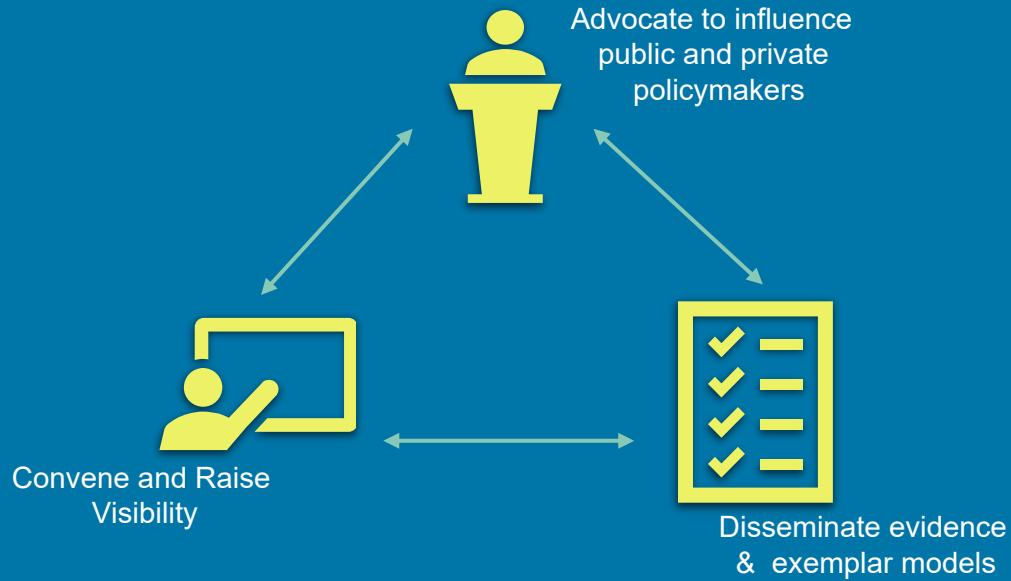 Advocate to influence
public and private
policymakers
Convene and Raise
Visibility
Disseminate evidence
& exemplar models